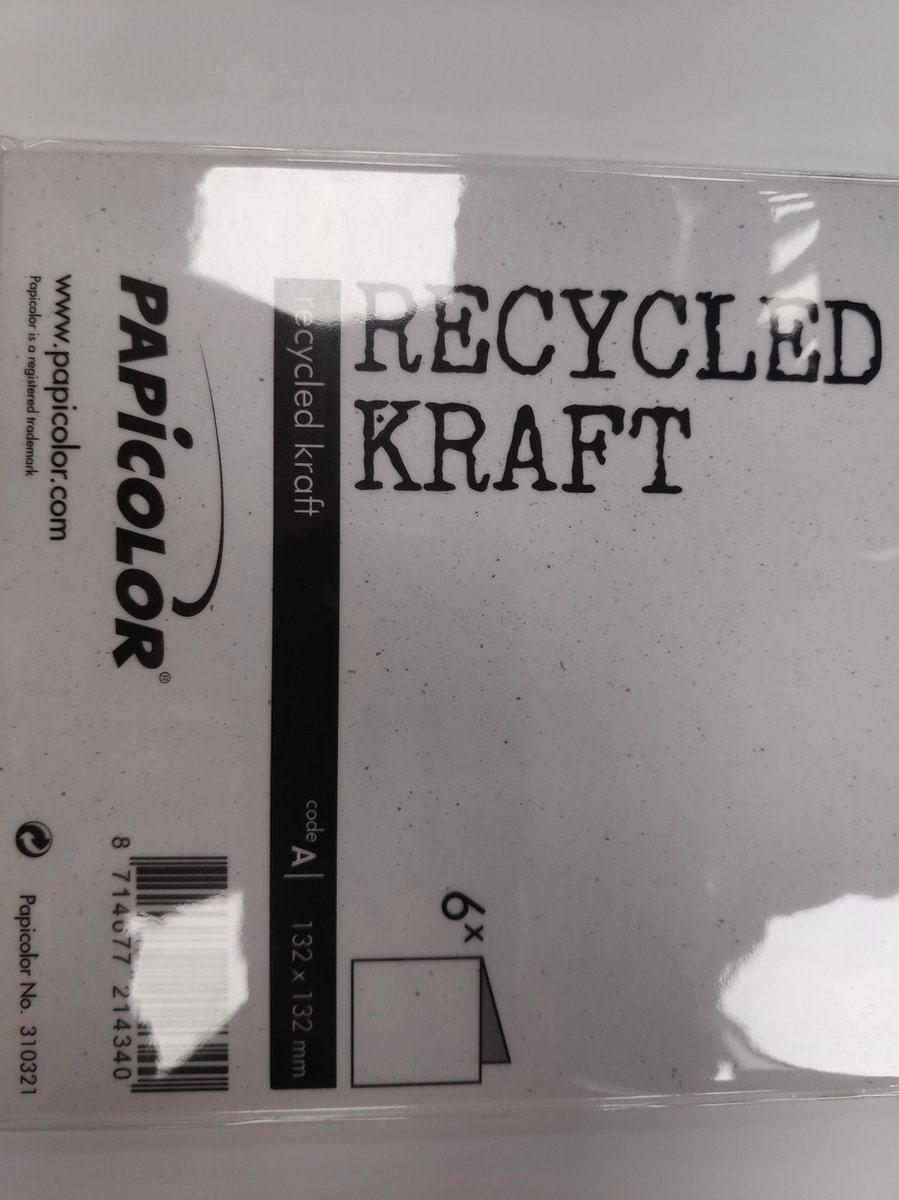 RECYCLED
KRAFT
6x
recycled kraft code A | 132 x 132 mm
PAPICOLOR®
8 714677 214340
www.papicolor.com
Papicolor is a registered trademark
Papicolor No. 310321